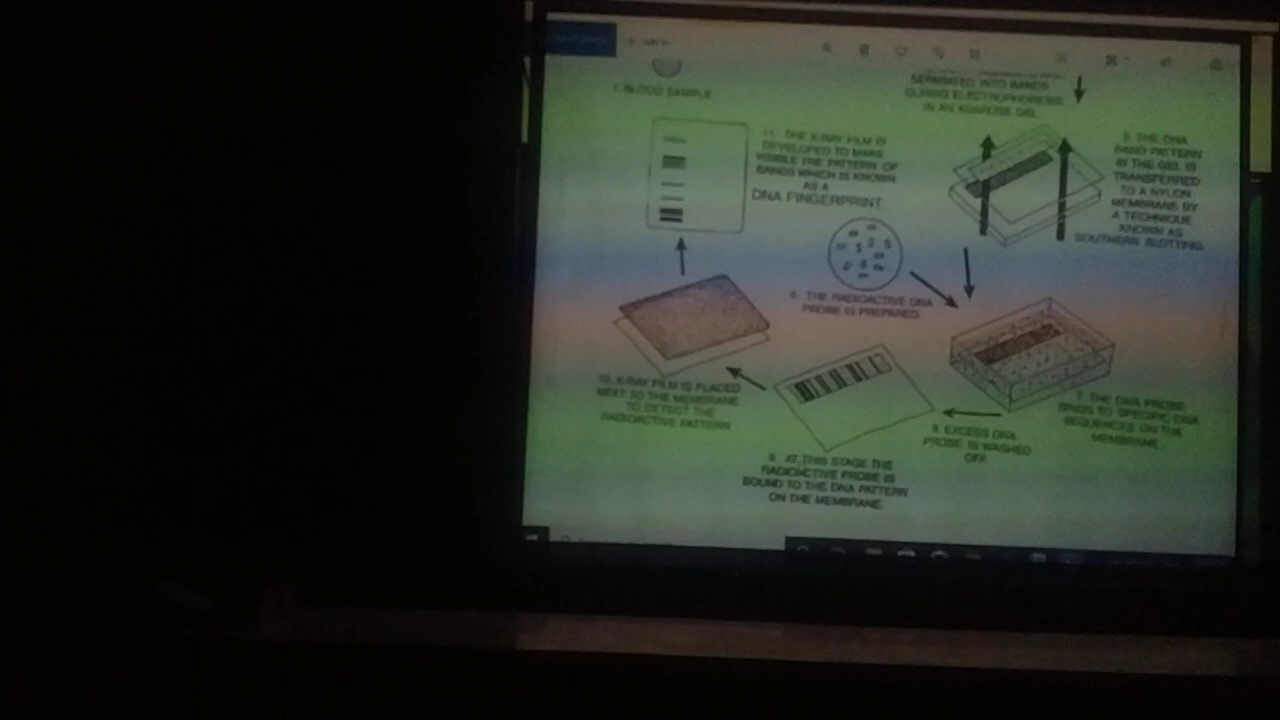 1. BLOOD SAMPLE
SEPARATED INTO BANDS
DURING ELECTROPHORESIS
IN AN AGAROSE GEL.
5. THE DNA
BAND PATTERN
IN THE GEL IS
TRANSFERRED
TO A NYLON
MEMBRANE BY
A TECHNIQUE
KNOWN AS
SOUTHERN BLOTTING.
6. THE RADIOACTIVE DNA
PROBE IS PREPARED.
7. THE DNA PROBE
BINDS TO SPECIFIC DNA
SEQUENCES ON THE
MEMBRANE.
8. EXCESS DNA
PROBE IS WASHED
OFF.
9. AT THIS STAGE THE
RADIOACTIVE PROBE IS
BOUND TO THE DNA PATTERN
ON THE MEMBRANE.
10. X-RAY FILM IS PLACED
NEXT TO THE MEMBRANE
TO DETECT THE
RADIOACTIVE PATTERN.
11. THE X-RAY FILM IS
DEVELOPED TO MAKE
VISIBLE THE PATTERN OF
BANDS WHICH IS KNOWN
AS A
DNA FINGERPRINT.